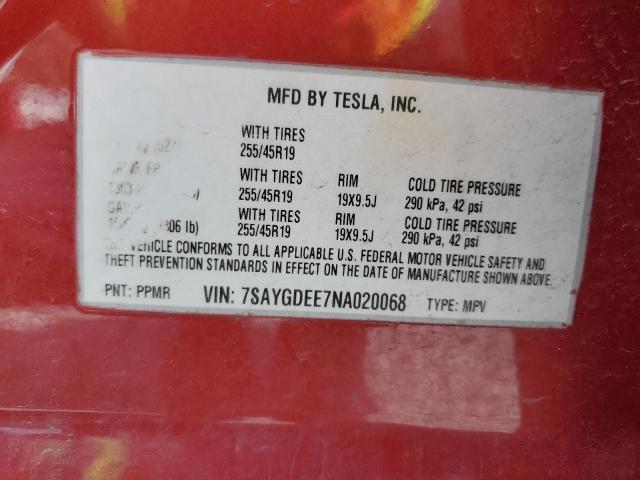 MFD BY TESLA, INC.
WITH TIRES
255/45R19
WITH TIRES RIM COLD TIRE PRESSURE
255/45R19 19X9.5J 290 kPa, 42 psi
WITH TIRES RIM COLD TIRE PRESSURE
255/45R19 19X9.5J 290 kPa, 42 psi
VEHICLE CONFORMS TO ALL APPLICABLE U.S. FEDERAL MOTOR VEHICLE SAFETY AND
THEFT PREVENTION STANDARDS IN EFFECT ON THE DATE OF MANUFACTURE SHOWN ABOVE.
PNT: PPMR VIN: 7SAYGDEE7NA020068 TYPE: MPV